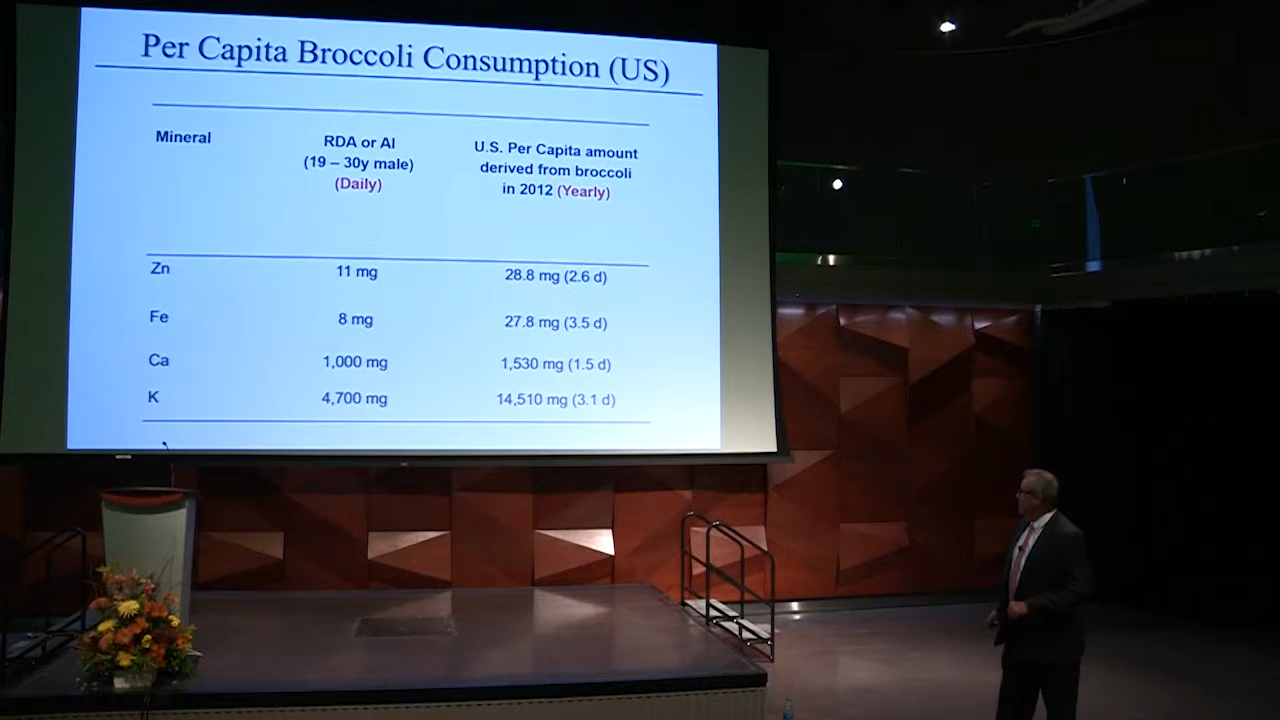 Per Capita Broccoli Consumption (US)
Mineral
RDA or AI
(19 – 30y male)
(Daily)
U.S. Per Capita amount
derived from broccoli
in 2012 (Yearly)
Zn 11 mg 28.8 mg (2.6 d)
Fe 8 mg 27.8 mg (3.5 d)
Ca 1,000 mg 1,530 mg (1.5 d)
K 4,700 mg 14,510 mg (3.1 d)